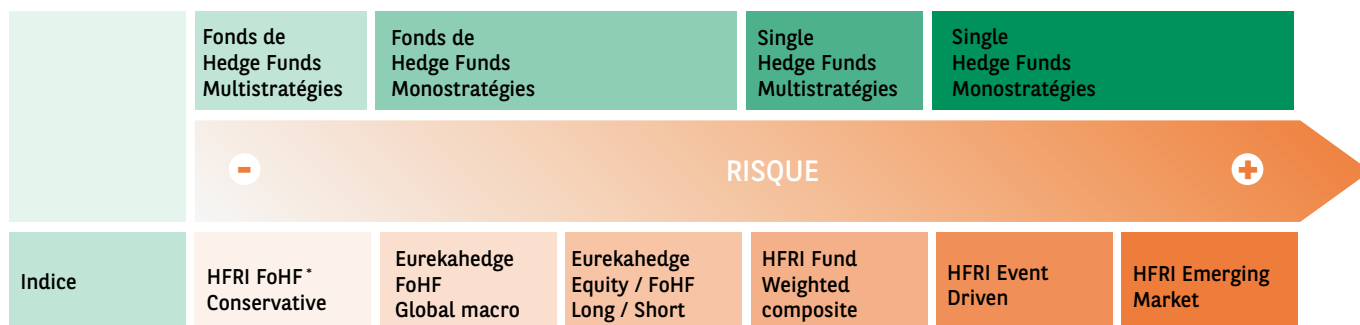 Fonds de
Hedge Funds
Multistratégies
Fonds de
Hedge Funds
Monostratégies
Single
Hedge Funds
Multistratégies
Single
Hedge Funds
Monostratégies
-
RISQUE
+
Indice
HFRI FoHF *
Conservative
Eurekahedge
FoHF
Global macro
Eurekahedge
Equity / FoHF
Long / Short
HFRI Fund
Weighted
composite
HFRI Event
Driven
HFRI Emerging
Market